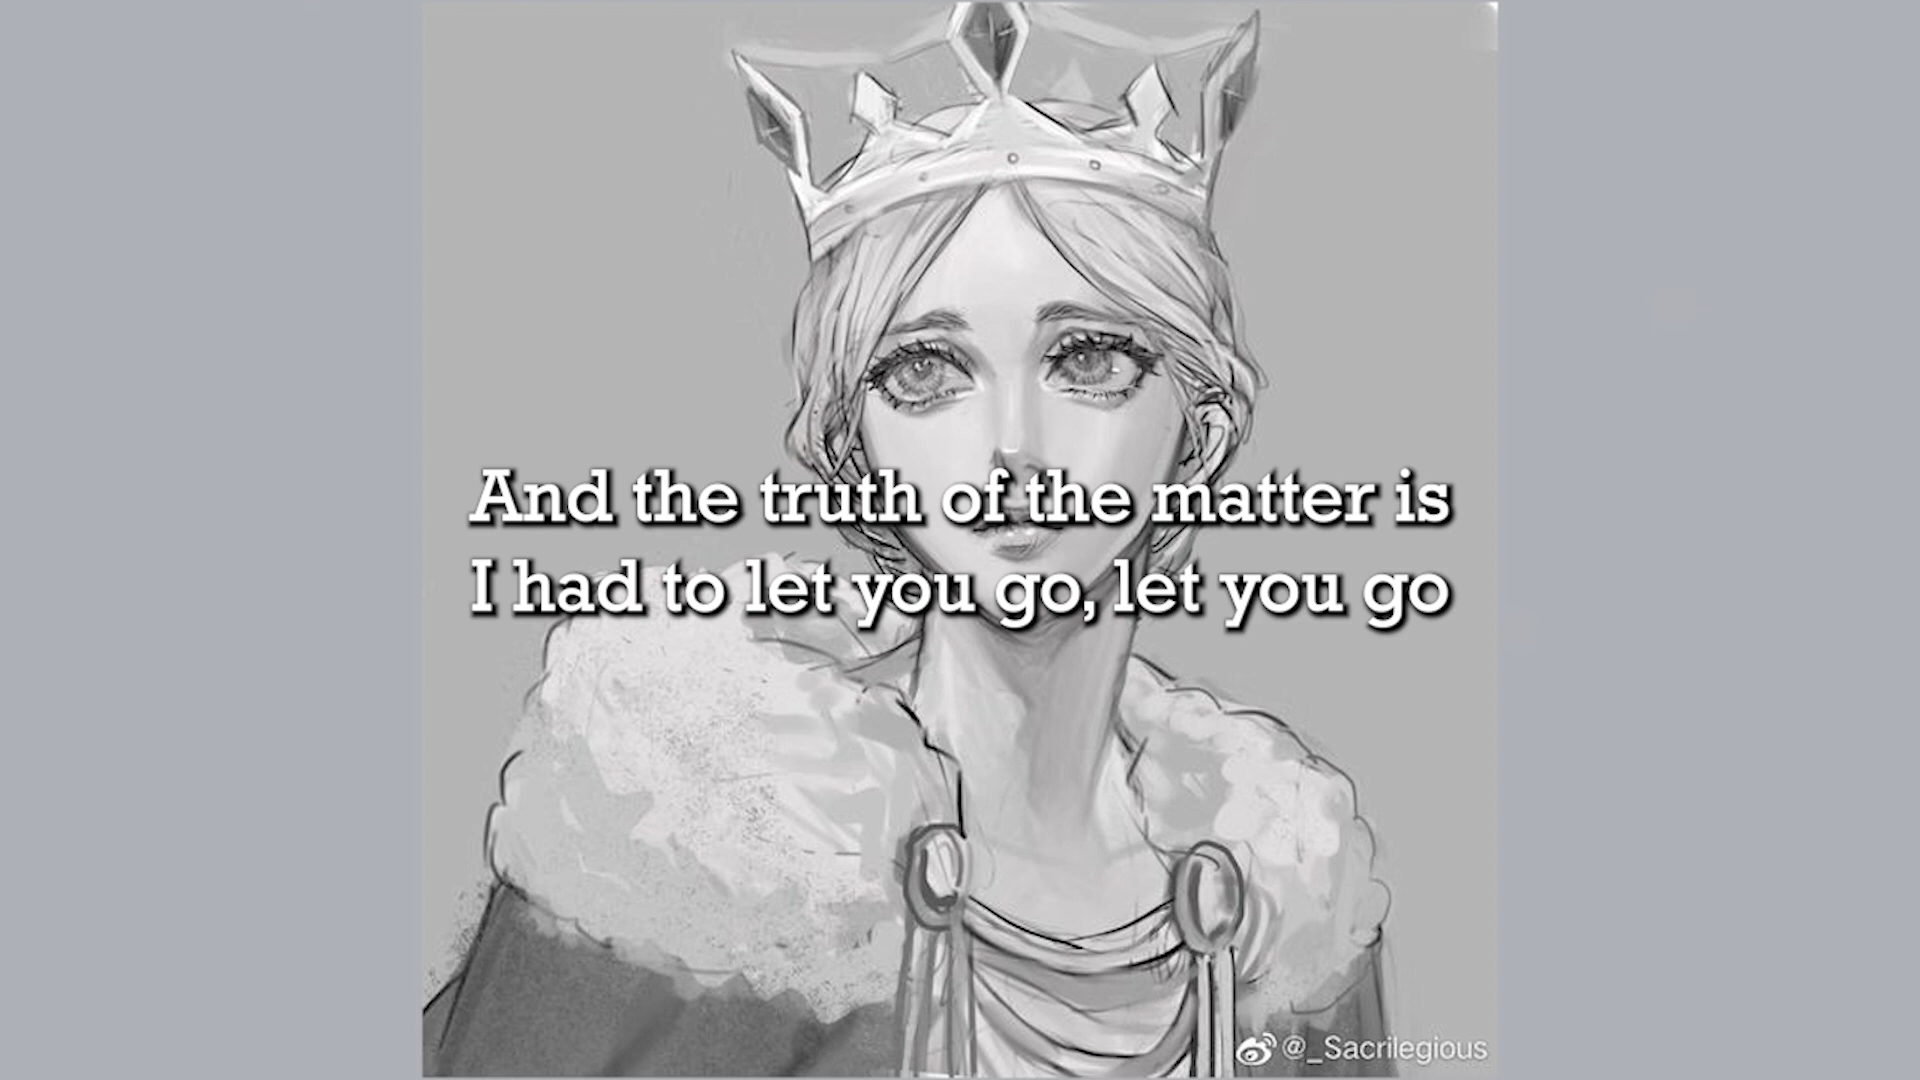 And the truth of the matter is
I had to let you go, let you go
@_Sacrilegious